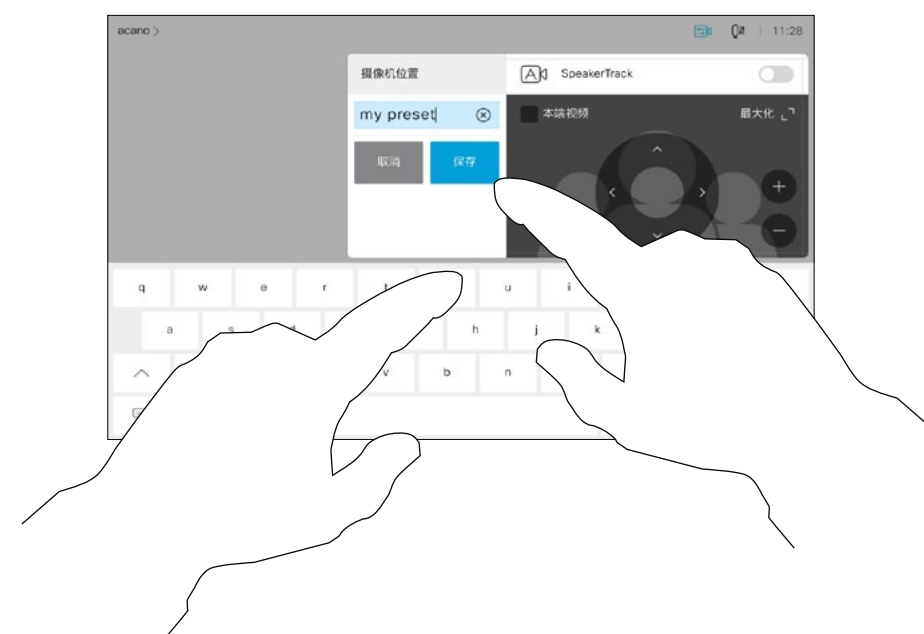 acano >
11:28
摄像机位置
SpeakerTrack
my preset
本端视频
最大化
取消
保存
q w e r u i
a h j k
v b n